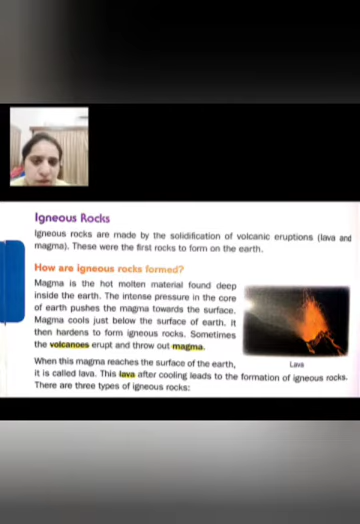 Igneous Rocks
Igneous rocks are made by the solidification of volcanic eruptions (lava and
magma). These were the first rocks to form on the earth.
How are igneous rocks formed?
Magma is the hot molten material found deep
inside the earth. The intense pressure in the core
of earth pushes the magma towards the surface.
Magma cools just below the surface of earth. It
then hardens to form igneous rocks. Sometimes
the volcanoes erupt and throw out magma.
Lava
When this magma reaches the surface of the earth,
it is called lava. This lava after cooling leads to the formation of igneous rocks.
There are three types of igneous rocks: